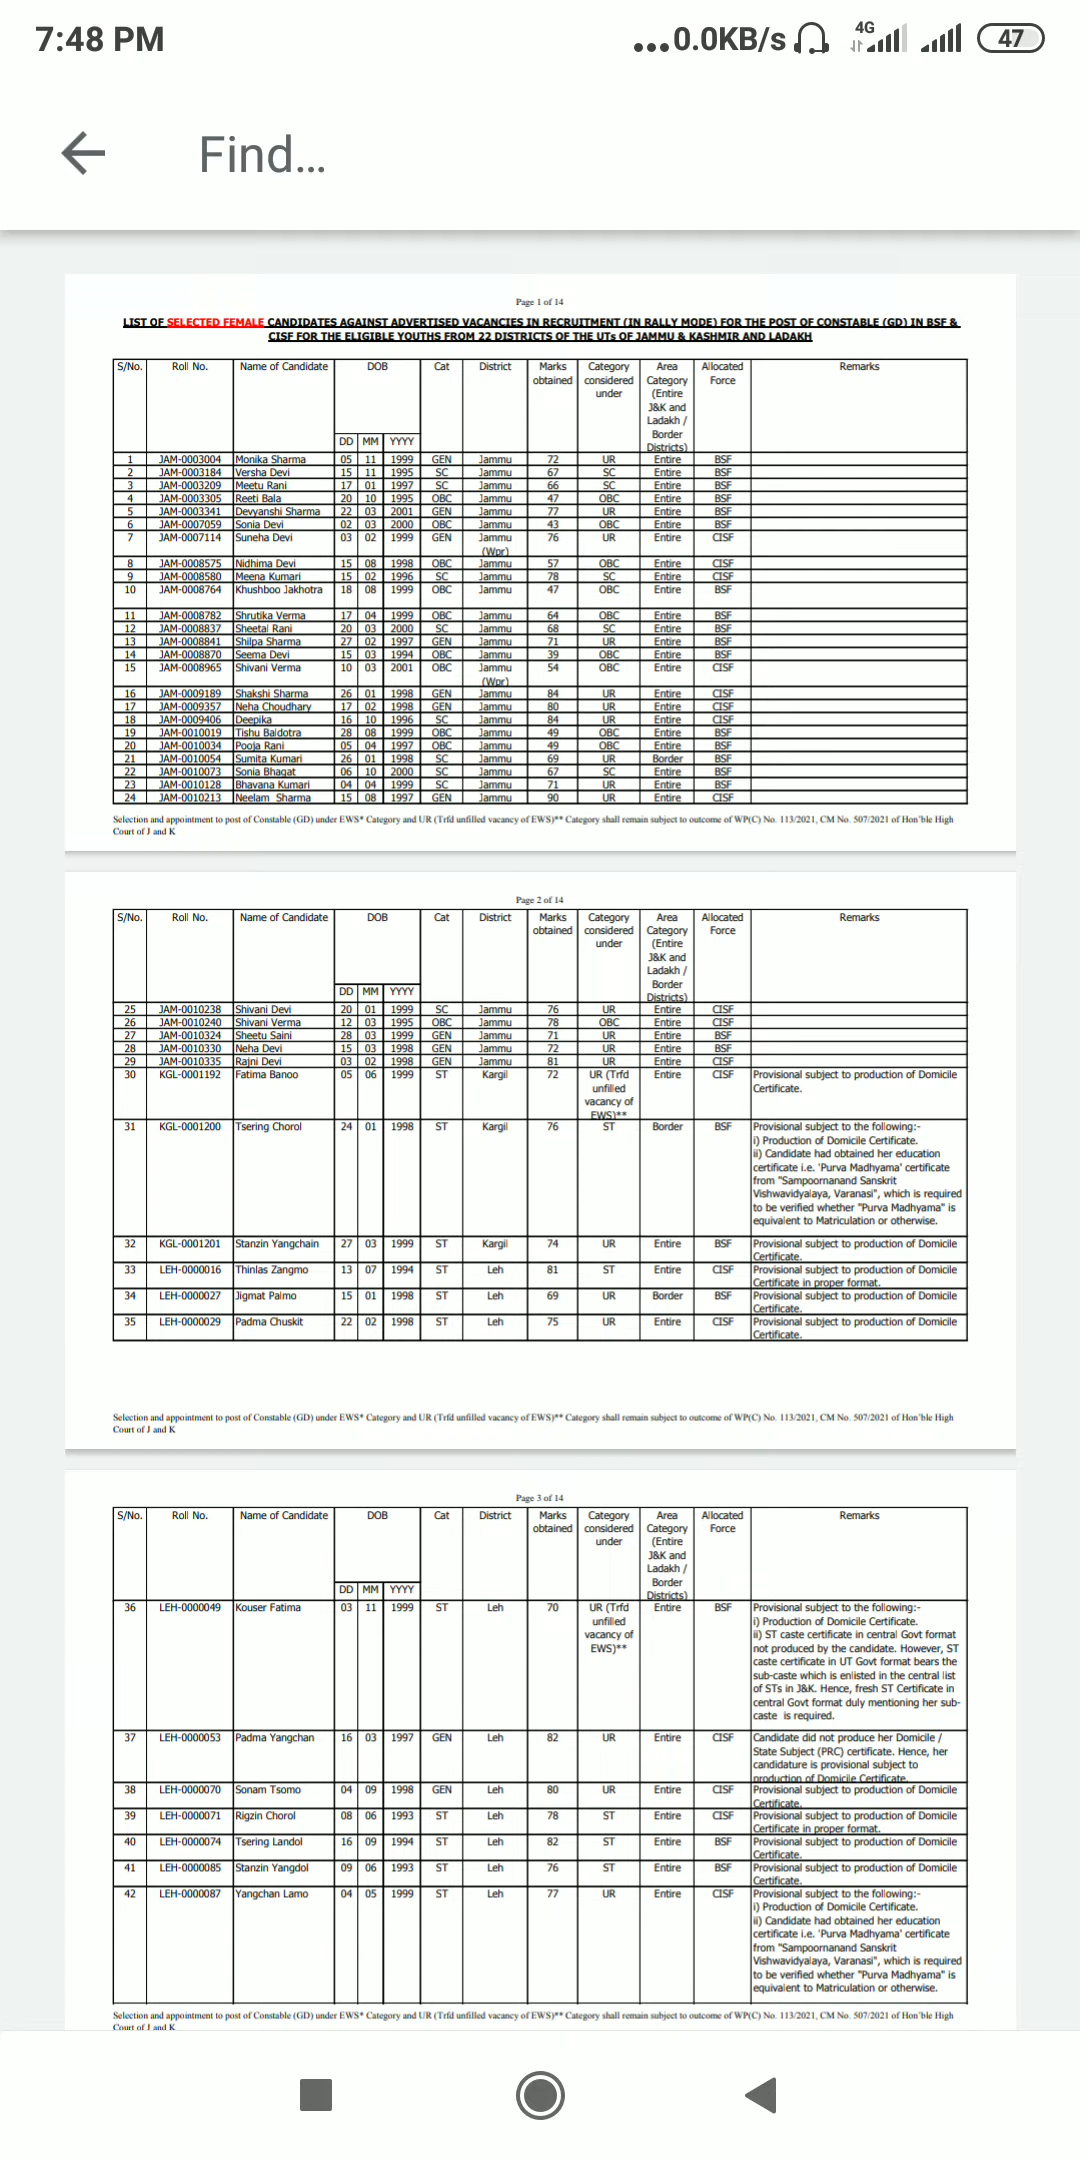 7:48 PM
...0.0KB/s 4G 47
Find...
Page 1 of 14
LIST OF SELECTED FEMALE CANDIDATES AGAINST ADVERTISED VACANCIES IN RECRUITMENT (IN RALLY MODE) FOR THE POST OF CONSTABLE (GD) IN BSF &
CISF FOR THE ELIGIBLE YOUTHS FROM 22 DISTRICTS OF THE UTs OF JAMMU & KASHMIR AND LADAKH
S/No. Roll No. Name of Candidate DOB Cat District Marks Category Area Allocated Remarks
obtained considered Category Force
under (Entire
J&K and
Ladakh /
Border
DD MM YYYY Districts)
1 JAM-0003004 Monika Sharma 05 11 1999 GEN Jammu 72 UR Entire BSF
2 JAM-0003184 Versha Devi 15 11 1995 SC Jammu 67 SC Entire BSF
3 JAM-0003209 Meetu Rani 17 01 1997 SC Jammu 66 SC Entire BSF
4 JAM-0003305 Reeti Bala 20 10 1995 OBC Jammu 47 OBC Entire BSF
5 JAM-0003341 Devyanshi Sharma 22 03 2001 GEN Jammu 77 UR Entire BSF
6 JAM-0007059 Sonia Devi 02 03 2000 OBC Jammu 43 OBC Entire BSF
7 JAM-0007114 Suneha Devi 03 02 1999 GEN Jammu 76 UR Entire CISF
(Wpr)
8 JAM-0008575 Nidhima Devi 15 08 1998 OBC Jammu 57 OBC Entire CISF
9 JAM-0008580 Meena Kumari 15 02 1996 SC Jammu 78 SC Entire CISF
10 JAM-0008764 Khushboo Jakhotra 18 08 1999 OBC Jammu 47 OBC Entire BSF
11 JAM-0008782 Shrutika Verma 17 04 1999 OBC Jammu 64 OBC Entire BSF
12 JAM-0008837 Sheetal Rani 20 03 2000 SC Jammu 68 SC Entire BSF
13 JAM-0008841 Shilpa Sharma 27 02 1997 GEN Jammu 71 UR Entire BSF
14 JAM-0008870 Seema Devi 15 03 1994 OBC Jammu 39 OBC Entire BSF
15 JAM-0008965 Shivani Verma 10 03 2001 OBC Jammu 54 OBC Entire CISF
(Wpr)
16 JAM-0009189 Shakshi Sharma 26 01 1998 GEN Jammu 84 UR Entire CISF
17 JAM-0009357 Neha Choudhary 17 02 1998 GEN Jammu 80 UR Entire CISF
18 JAM-0009406 Deepika 16 10 1996 SC Jammu 84 UR Entire CISF
19 JAM-0010019 Tishu Baldotra 28 08 1999 OBC Jammu 49 OBC Entire BSF
20 JAM-0010034 Pooja Rani 05 04 1997 OBC Jammu 49 OBC Entire BSF
21 JAM-0010054 Sumita Kumari 26 01 1998 SC Jammu 69 UR Border BSF
22 JAM-0010073 Sonia Bhagat 06 10 2000 SC Jammu 67 SC Entire BSF
23 JAM-0010128 Bhavana Kumari 04 04 1999 SC Jammu 71 UR Entire BSF
24 JAM-0010213 Neelam Sharma 15 08 1997 GEN Jammu 90 UR Entire CISF
Selection and appointment to post of Constable (GD) under EWS* Category and UR (Trfd unfilled vacancy of EWS)** Category shall remain subject to outcome of WP(C) No. 113/2021, CM No. 507/2021 of Hon'ble High
Court of J and K
Page 2 of 14
S/No. Roll No. Name of Candidate DOB Cat District Marks Category Area Allocated Remarks
obtained considered Category Force
under (Entire
J&K and
Ladakh /
Border
DD MM YYYY Districts)
25 JAM-0010238 Shivani Devi 20 01 1999 SC Jammu 76 UR Entire CISF
26 JAM-0010240 Shivani Verma 12 03 1995 OBC Jammu 78 OBC Entire CISF
27 JAM-0010324 Sheetu Saini 28 03 1999 GEN Jammu 71 UR Entire BSF
28 JAM-0010330 Neha Devi 15 03 1998 GEN Jammu 72 UR Entire BSF
29 JAM-0010335 Rajni Devi 03 02 1998 GEN Jammu 81 UR Entire CISF
30 KGL-0001192 Fatima Banoo 05 06 1999 ST Kargil 72 UR (Trfd Entire CISF Provisional subject to production of Domicile
unfilled Certificate.
vacancy of
EWS)**
31 KGL-0001200 Tsering Chorol 24 01 1998 ST Kargil 76 ST Border BSF Provisional subject to the following:-
i) Production of Domicile Certificate.
ii) Candidate had obtained her education
certificate i.e. 'Purva Madhyama' certificate
from "Sampoornanand Sanskrit
Vishwavidyalaya, Varanasi", which is required
to be verified whether "Purva Madhyama" is
equivalent to Matriculation or otherwise.
32 KGL-0001201 Stanzin Yangchain 27 03 1999 ST Kargil 74 UR Entire BSF Provisional subject to production of Domicile
Certificate.
33 LEH-0000016 Thinlas Zangmo 13 07 1994 ST Leh 81 ST Entire CISF Provisional subject to production of Domicile
Certificate in proper format.
34 LEH-0000027 Jigmat Palmo 15 01 1998 ST Leh 69 UR Border BSF Provisional subject to production of Domicile
Certificate.
35 LEH-0000029 Padma Chuskit 22 02 1998 ST Leh 75 UR Entire CISF Provisional subject to production of Domicile
Certificate.
Selection and appointment to post of Constable (GD) under EWS* Category and UR (Trfd unfilled vacancy of EWS)** Category shall remain subject to outcome of WP(C) No. 113/2021, CM No. 507/2021 of Hon'ble High
Court of J and K
Page 3 of 14
S/No. Roll No. Name of Candidate DOB Cat District Marks Category Area Allocated Remarks
obtained considered Category Force
under (Entire
J&K and
Ladakh /
Border
DD MM YYYY Districts)
36 LEH-0000049 Kouser Fatima 03 11 1999 ST Leh 70 UR (Trfd Entire BSF Provisional subject to the following:-
unfilled i) Production of Domicile Certificate.
vacancy of ii) ST caste certificate in central Govt format
EWS)** not produced by the candidate. However, ST
caste certificate in UT Govt format bears the
sub-caste which is enlisted in the central list
of STs in J&K. Hence, fresh ST Certificate in
central Govt format duly mentioning her sub-
caste is required.
37 LEH-0000053 Padma Yangchan 16 03 1997 GEN Leh 82 UR Entire CISF Candidate did not produce her Domicile /
State Subject (PRC) certificate. Hence, her
candidature is provisional subject to
production of Domicile Certificate.
38 LEH-0000070 Sonam Tsomo 04 09 1998 GEN Leh 80 UR Entire CISF Provisional subject to production of Domicile
Certificate.
39 LEH-0000071 Rigzin Chorol 08 06 1993 ST Leh 78 ST Entire CISF Provisional subject to production of Domicile
Certificate in proper format.
40 LEH-0000074 Tsering Landol 16 09 1994 ST Leh 82 ST Entire BSF Provisional subject to production of Domicile
Certificate.
41 LEH-0000085 Stanzin Yangdol 09 06 1993 ST Leh 76 ST Entire BSF Provisional subject to production of Domicile
Certificate.
42 LEH-0000087 Yangchan Lamo 04 05 1999 ST Leh 77 UR Entire CISF Provisional subject to the following:-
i) Production of Domicile Certificate.
ii) Candidate had obtained her education
certificate i.e. 'Purva Madhyama' certificate
from "Sampoornanand Sanskrit
Vishwavidyalaya, Varanasi", which is required
to be verified whether "Purva Madhyama" is
equivalent to Matriculation or otherwise.
Selection and appointment to post of Constable (GD) under EWS* Category and UR (Trfd unfilled vacancy of EWS)** Category shall remain subject to outcome of WP(C) No. 113/2021, CM No. 507/2021 of Hon'ble High
Court of J and K